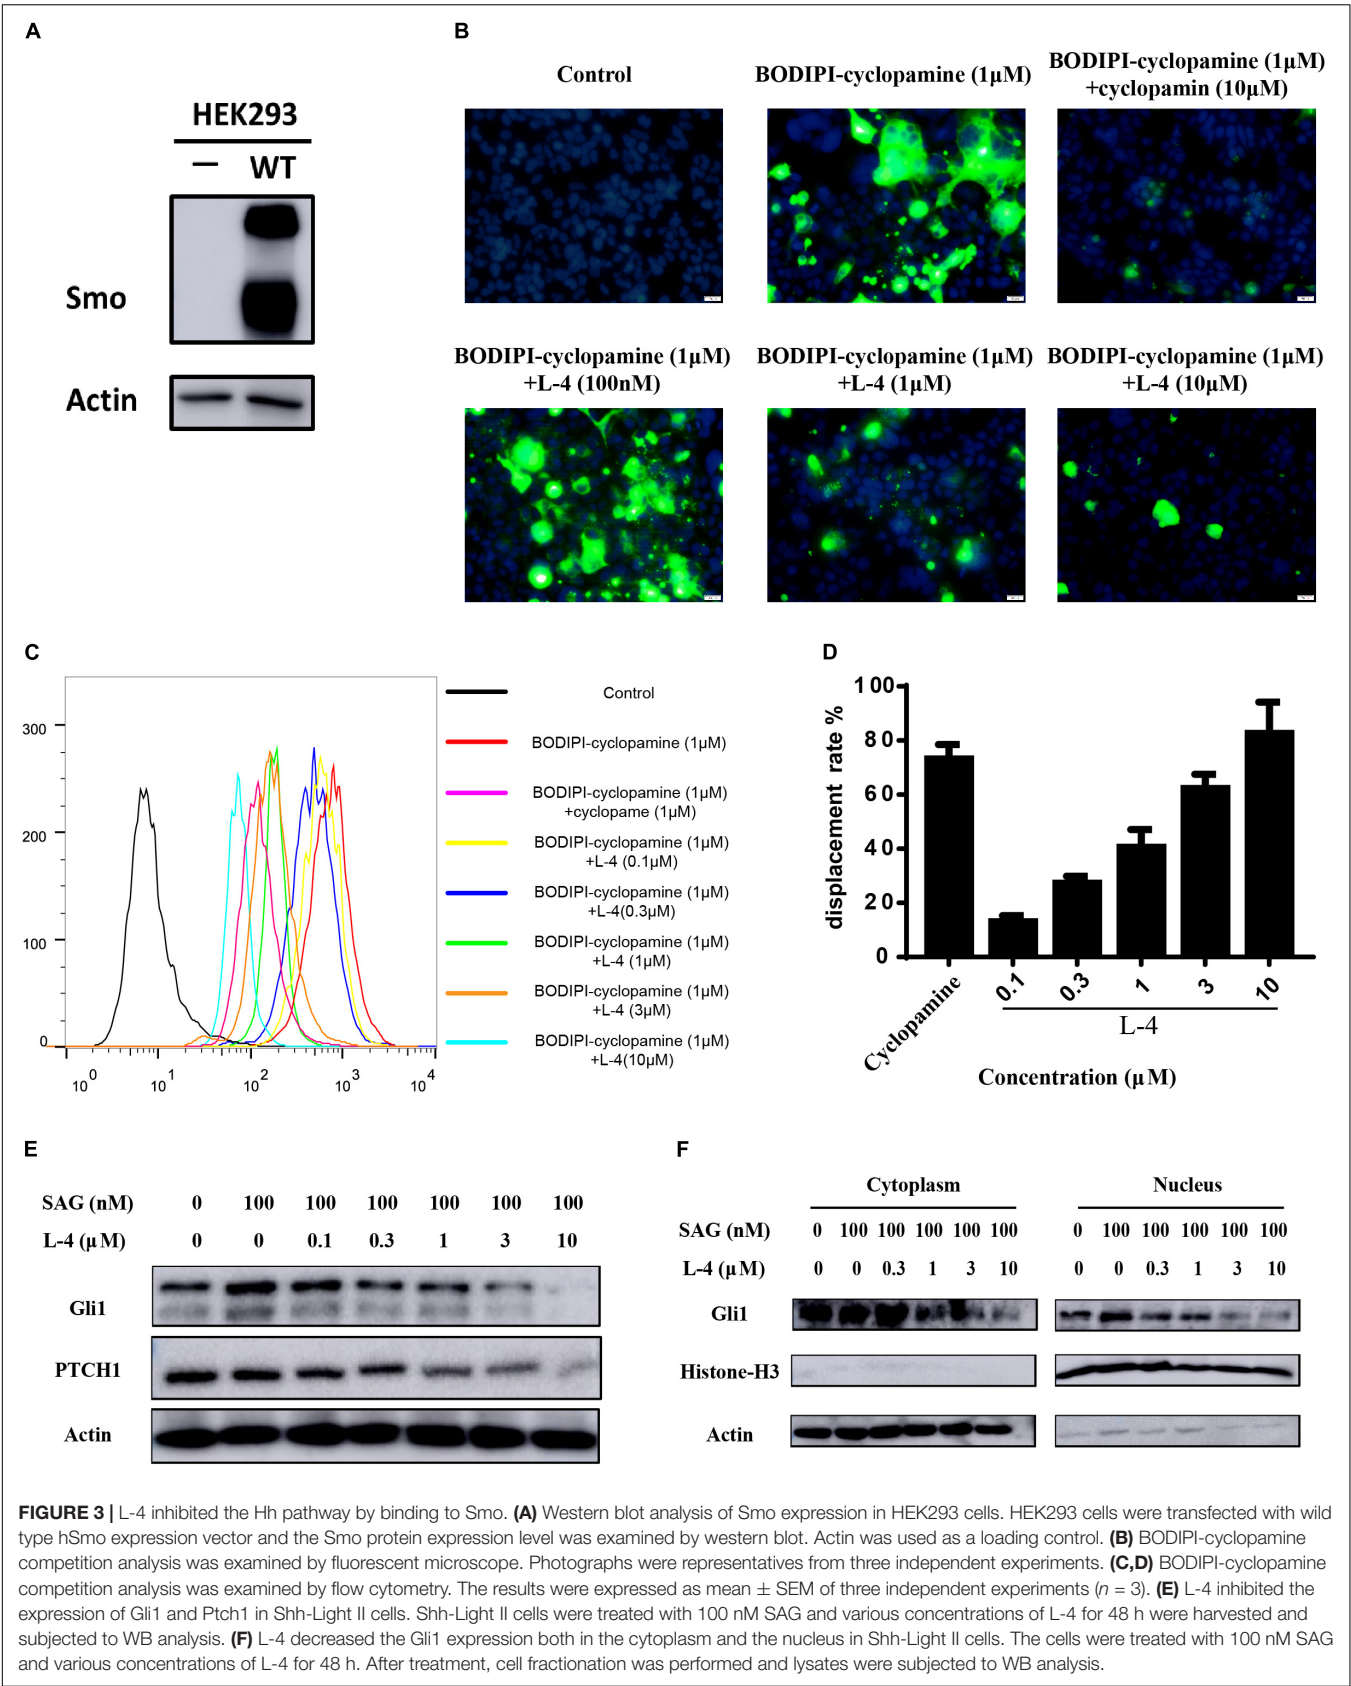 A
HEK293
— WT
Smo
Actin
B
Control
BODIPI-cyclopamine (1μM)
BODIPI-cyclopamine (1μM)
+cyclopamin (10μM)
BODIPI-cyclopamine (1μM)
+L-4 (100nM)
BODIPI-cyclopamine (1μM)
+L-4 (1μM)
BODIPI-cyclopamine (1μM)
+L-4 (10μM)
C
300
200
100
0
10^0 10^1 10^2 10^3 10^4
Control
BODIPI-cyclopamine (1μM)
BODIPI-cyclopamine (1μM)
+cyclopame (1μM)
BODIPI-cyclopamine (1μM)
+L-4 (0.1μM)
BODIPI-cyclopamine (1μM)
+L-4(0.3μM)
BODIPI-cyclopamine (1μM)
+L-4 (1μM)
BODIPI-cyclopamine (1μM)
+L-4 (3μM)
BODIPI-cyclopamine (1μM)
+L-4(10μM)
D
displacement rate %
100
80
60
40
20
0
Cyclopamine 0.1 0.3 1 3 10
L-4
Concentration (μM)
E
SAG (nM) 0 100 100 100 100 100 100
L-4 (μM) 0 0 0.1 0.3 1 3 10
Gli1
PTCH1
Actin
F
Cytoplasm Nucleus
SAG (nM) 0 100 100 100 100 100 0 100 100 100 100 100
L-4 (μM) 0 0 0.3 1 3 10 0 0 0.3 1 3 10
Gli1
Histone-H3
Actin
FIGURE 3 | L-4 inhibited the Hh pathway by binding to Smo. (A) Western blot analysis of Smo expression in HEK293 cells. HEK293 cells were transfected with wild
type hSmo expression vector and the Smo protein expression level was examined by western blot. Actin was used as a loading control. (B) BODIPI-cyclopamine
competition analysis was examined by fluorescent microscope. Photographs were representatives from three independent experiments. (C,D) BODIPI-cyclopamine
competition analysis was examined by flow cytometry. The results were expressed as mean ± SEM of three independent experiments (n = 3). (E) L-4 inhibited the
expression of Gli1 and Ptch1 in Shh-Light II cells. Shh-Light II cells were treated with 100 nM SAG and various concentrations of L-4 for 48 h were harvested and
subjected to WB analysis. (F) L-4 decreased the Gli1 expression both in the cytoplasm and the nucleus in Shh-Light II cells. The cells were treated with 100 nM SAG
and various concentrations of L-4 for 48 h. After treatment, cell fractionation was performed and lysates were subjected to WB analysis.